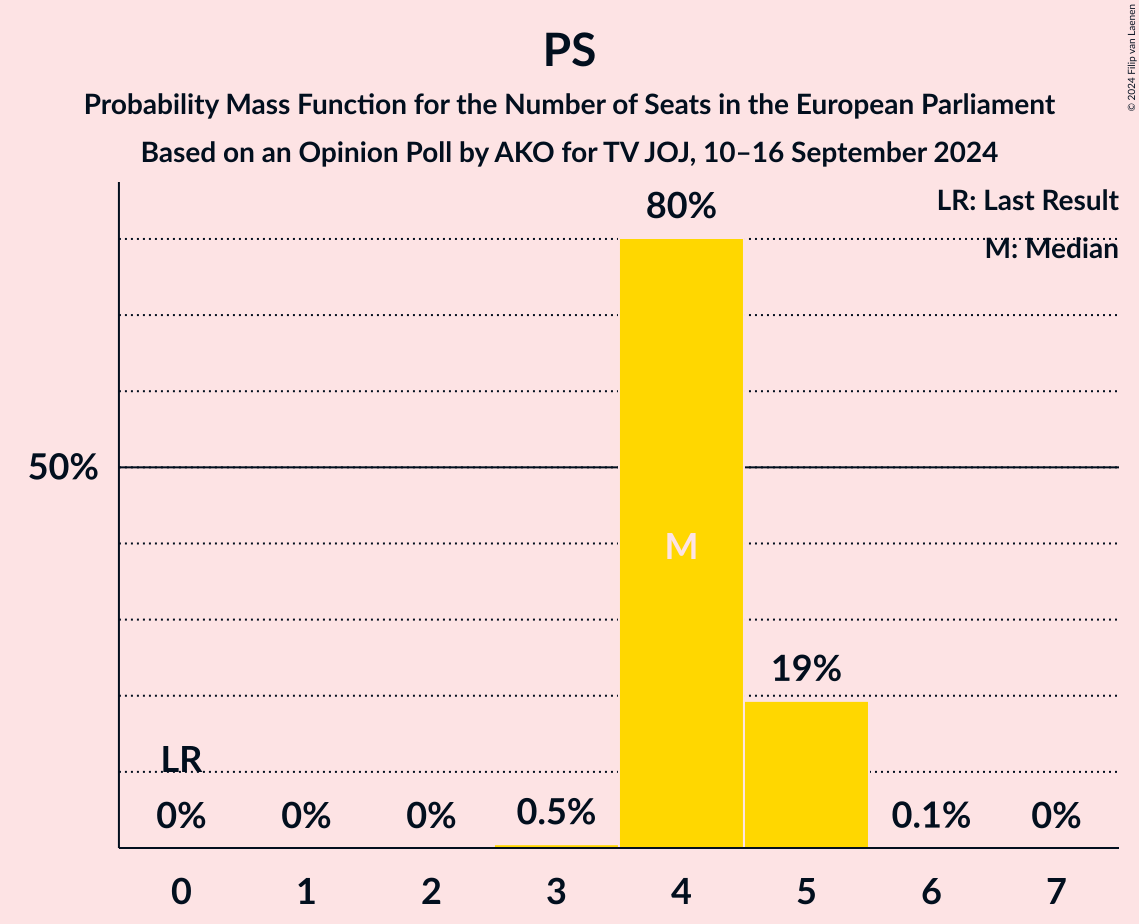 PS
Probability Mass Function for the Number of Seats in the European Parliament
Based on an Opinion Poll by AKO for TV JOJ, 10–16 September 2024
© 2024 Filip van Laenen
LR: Last Result
M: Median
80%
50%
M
19%
LR
0% 0% 0% 0.5% 0.1% 0%
0 1 2 3 4 5 6 7